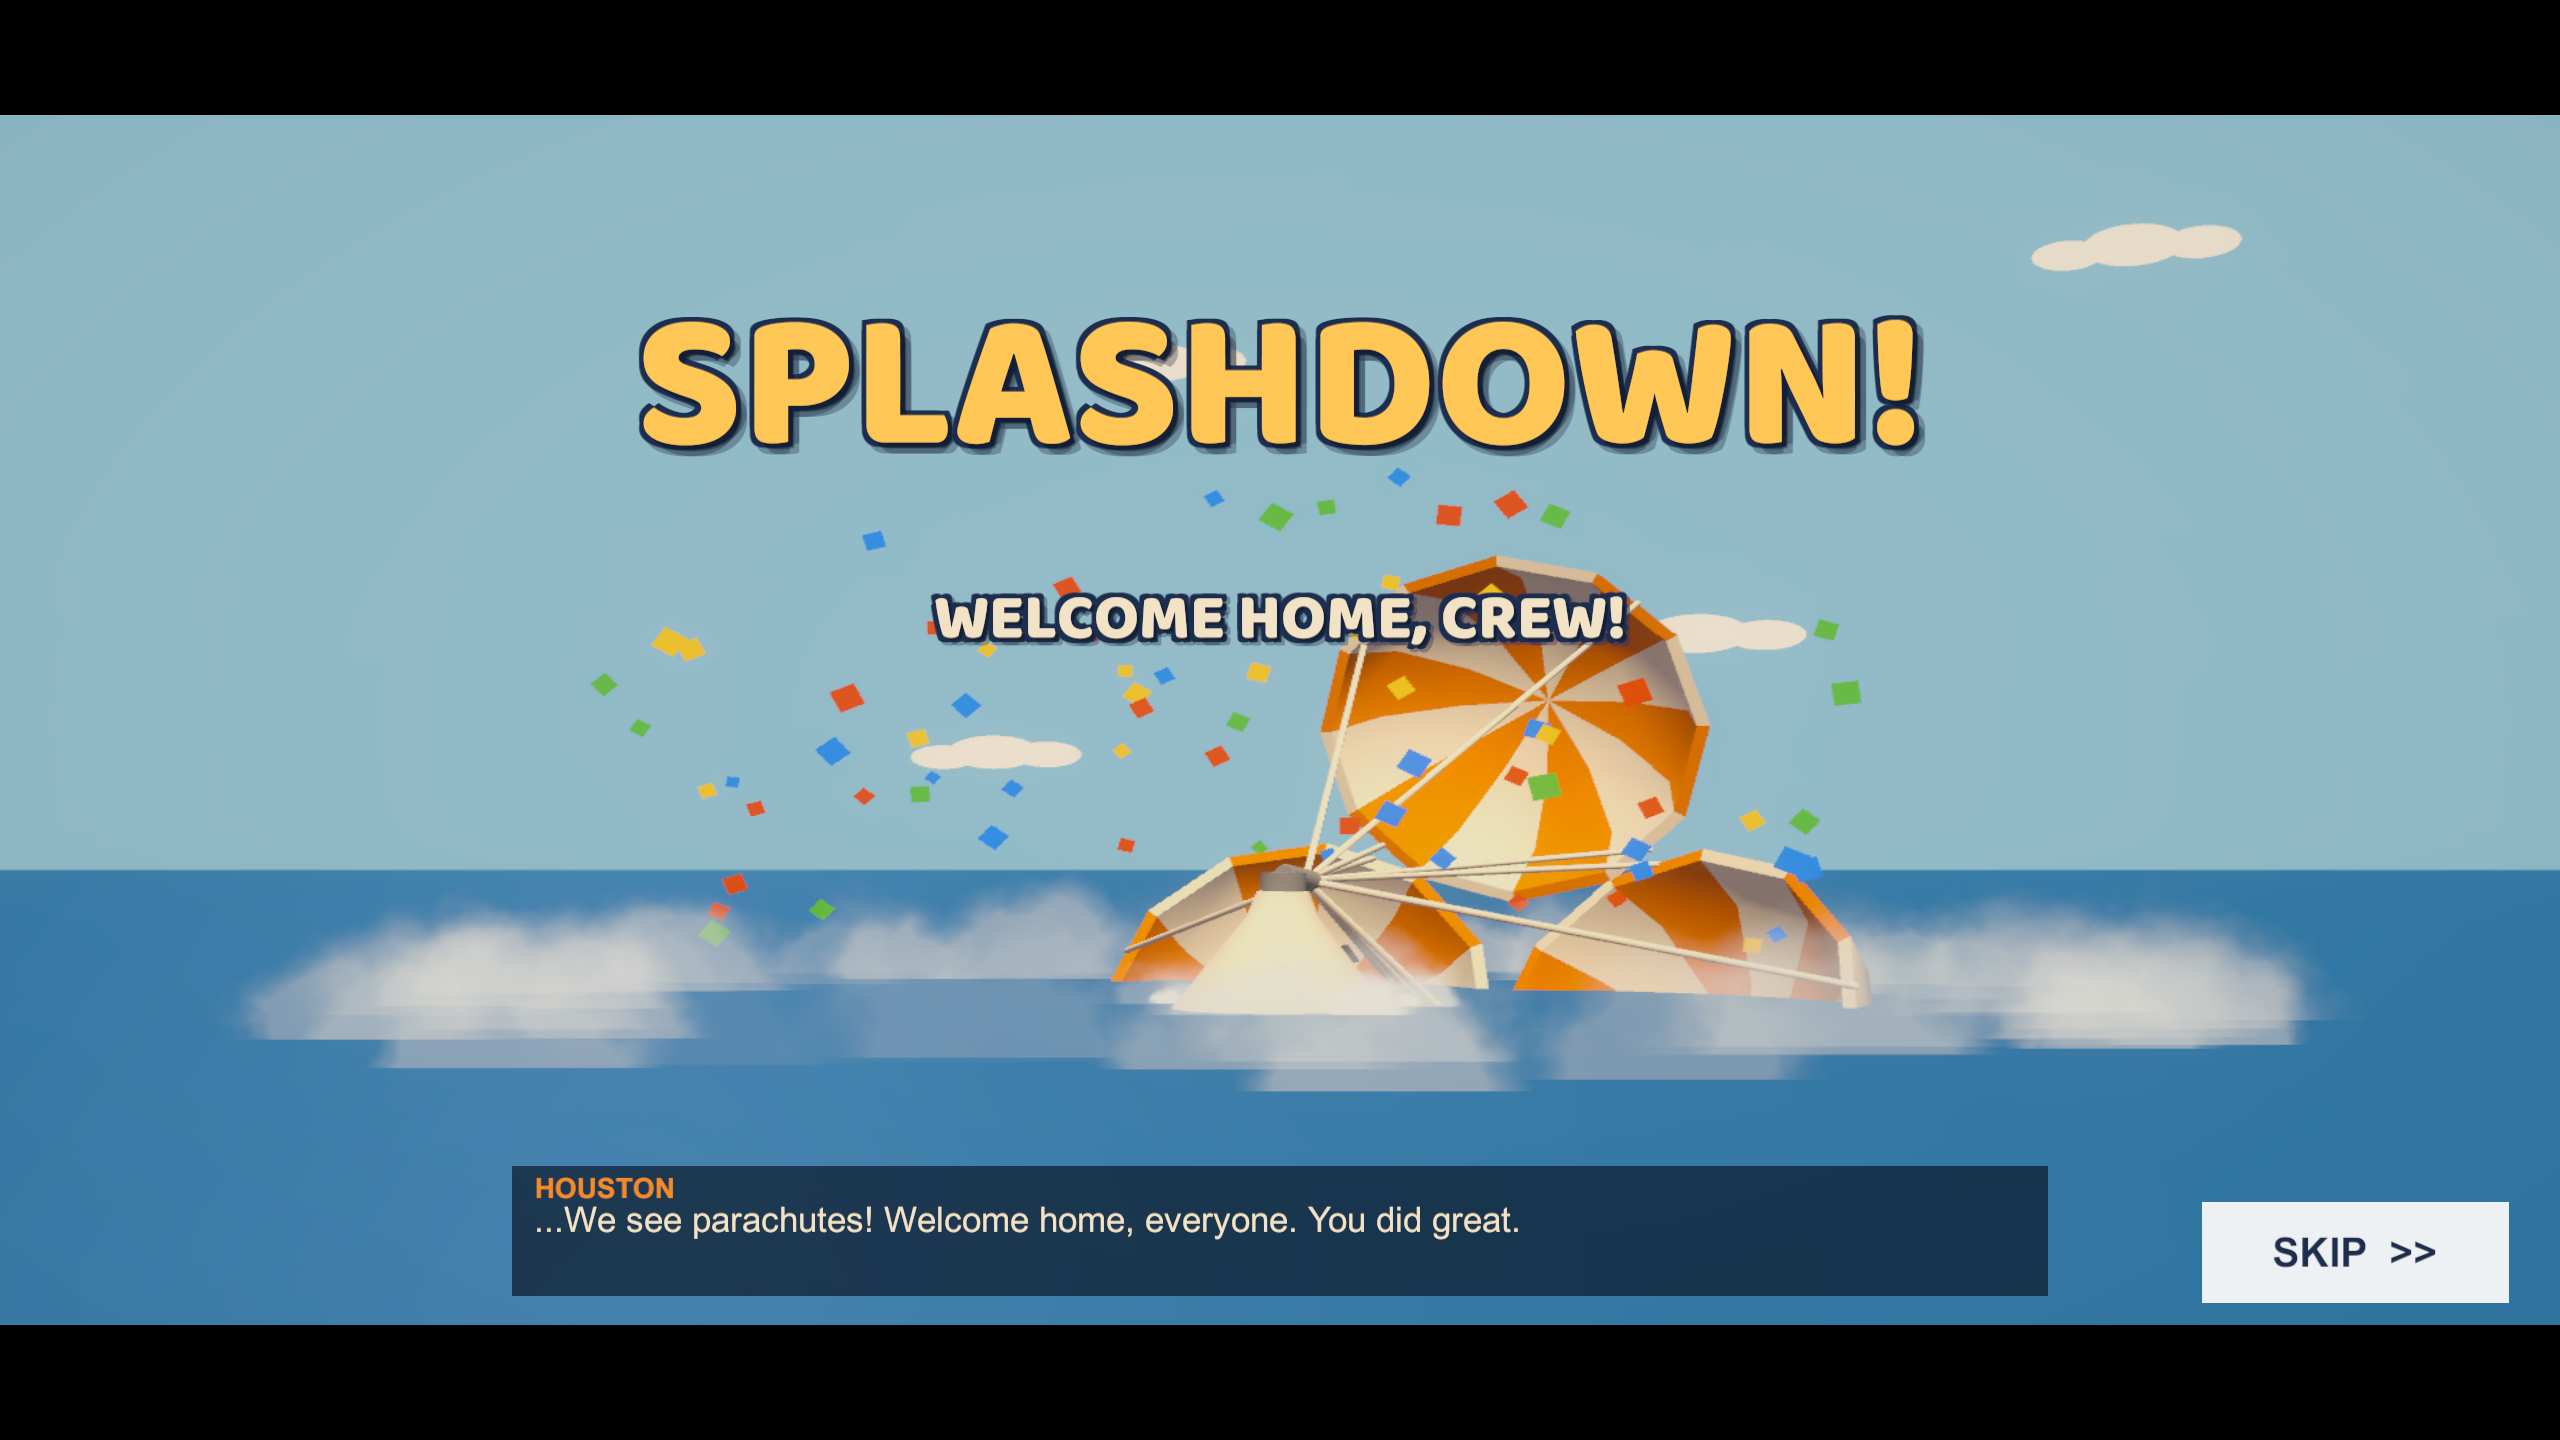 SPLASHDOWN!
WELCOME HOME, CREW!
HOUSTON
...We see parachutes! Welcome home, everyone. You did great.
SKIP >>